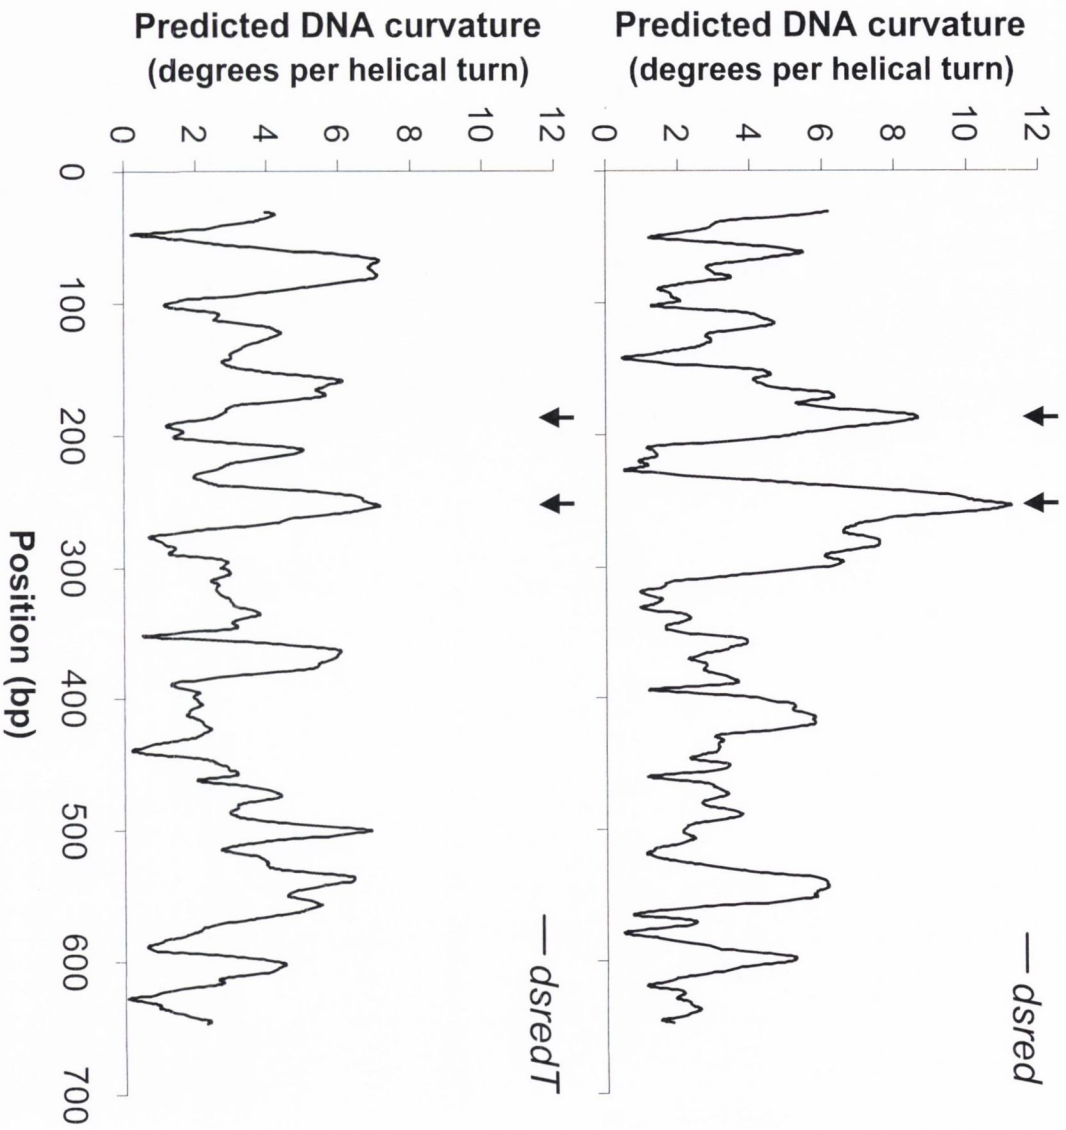 Predicted DNA curvature
(degrees per helical turn)
0 2 4 6 8 10 12
— dsred
Predicted DNA curvature
(degrees per helical turn)
0 2 4 6 8 10 12
— dsredT
0 100 200 300 400 500 600 700
Position (bp)